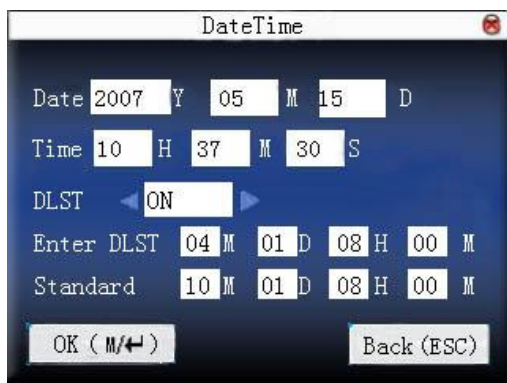 DateTime
Date 2007 Y 05 M 15 D
Time 10 H 37 M 30 S
DLST ON
Enter DLST 04 M 01 D 08 H 00 M
Standard 10 M 01 D 08 H 00 M
OK (M/↵) Back(ESC)